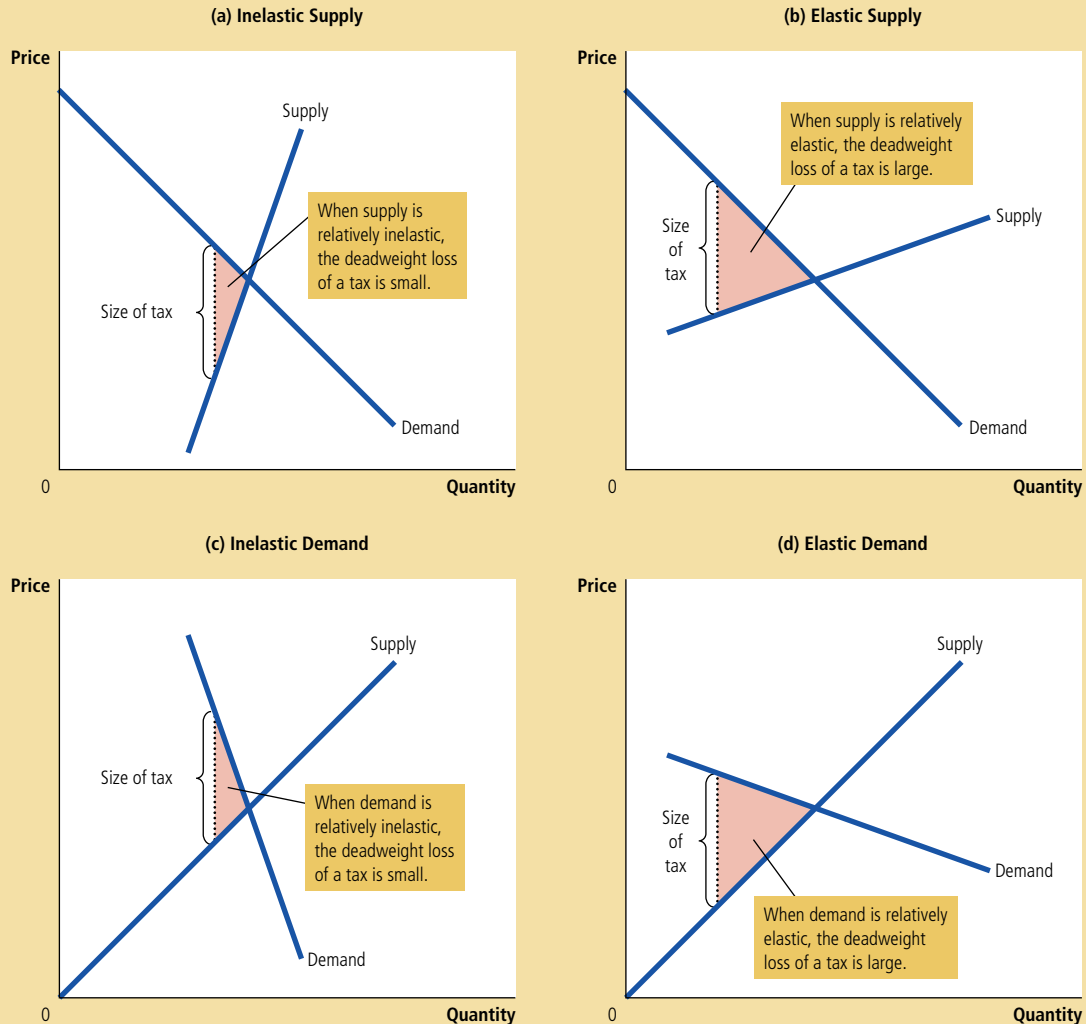 (a) Inelastic Supply
Price
Supply
When supply is
relatively inelastic,
the deadweight loss
of a tax is small.
Size of tax
Demand
0
Quantity
(b) Elastic Supply
Price
When supply is relatively
elastic, the deadweight
loss of a tax is large.
Size
of
tax
Supply
Demand
0
Quantity
(c) Inelastic Demand
Price
Supply
Size of tax
When demand is
relatively inelastic,
the deadweight loss
of a tax is small.
Demand
0
Quantity
(d) Elastic Demand
Price
Supply
Size
of
tax
Demand
When demand is relatively
elastic, the deadweight
loss of a tax is large.
0
Quantity